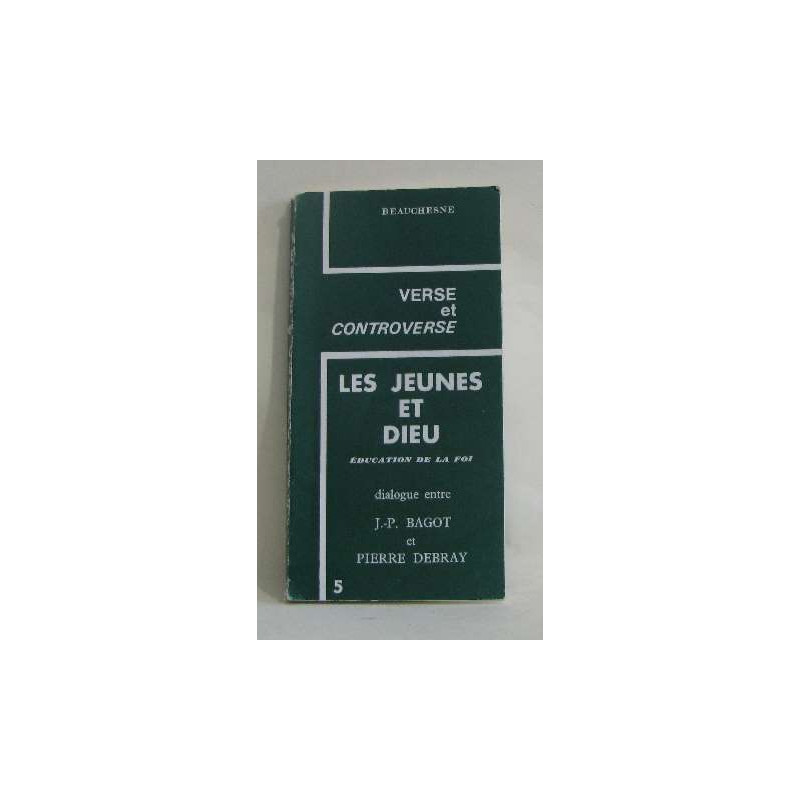 BEAUCHESNE
VERSE
et
CONTROVERSE
LES JEUNES
ET
DIEU
ÉDUCATION DE LA FOI
dialogue entre
J.-P. BAGOT
et
PIERRE DEBRAY
5